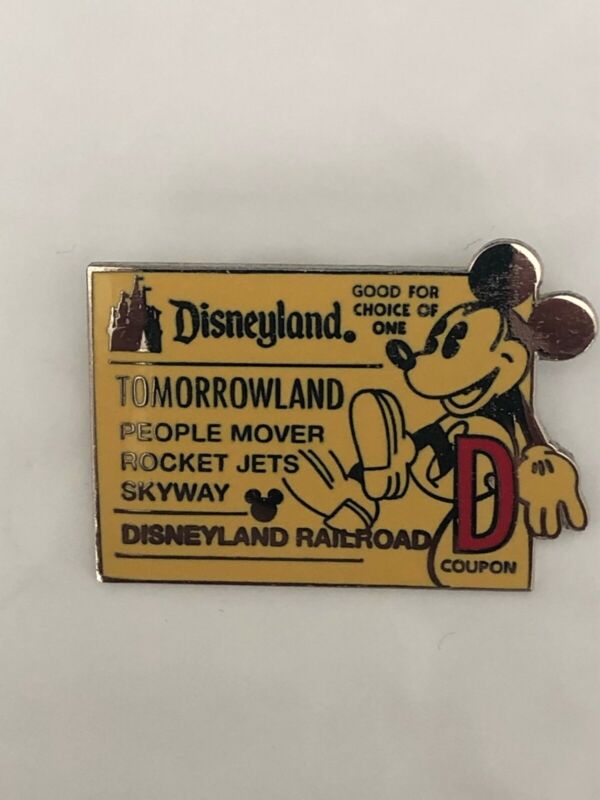 Disneyland.
GOOD FOR
CHOICE OF
ONE
TOMORROWLAND
PEOPLE MOVER
ROCKET JETS
SKYWAY
DISNEYLAND RAILROAD
D
COUPON